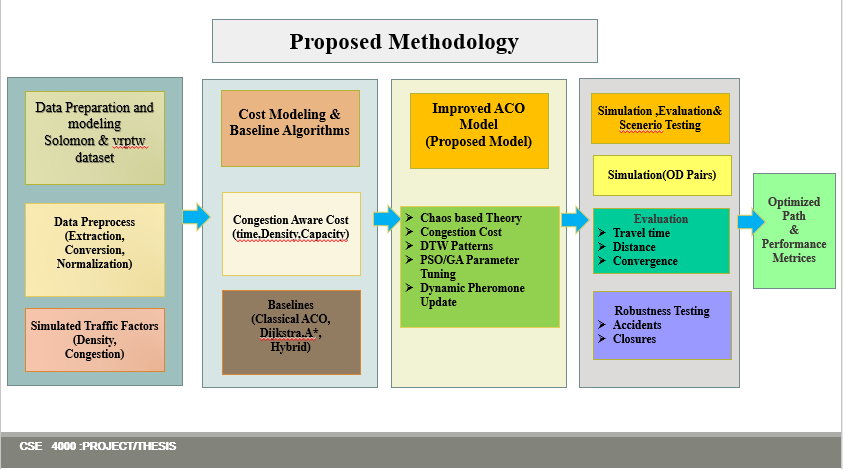 Proposed Methodology
Data Preparation and
modeling
Solomon & vrptw
dataset
Data Preprocess
(Extraction,
Conversion,
Normalization)
Simulated Traffic Factors
(Density,
Congestion)
Cost Modeling &
Baseline Algorithms
Congestion Aware Cost
(time,Density,Capacity)
Baselines
(Classical ACO,
Dijkstra,A*,
Hybrid)
Improved ACO
Model
(Proposed Model)
➤ Chaos based Theory
➤ Congestion Cost
➤ DTW Patterns
➤ PSO/GA Parameter
Tuning
➤ Dynamic Pheromone
Update
Simulation ,Evaluation&
Scenerio Testing
Simulation(OD Pairs)
Evaluation
➤ Travel time
➤ Distance
➤ Convergence
Robustness Testing
➤ Accidents
➤ Closures
Optimized
Path
&
Performance
Metrices
CSE 4000 :PROJECT/THESIS